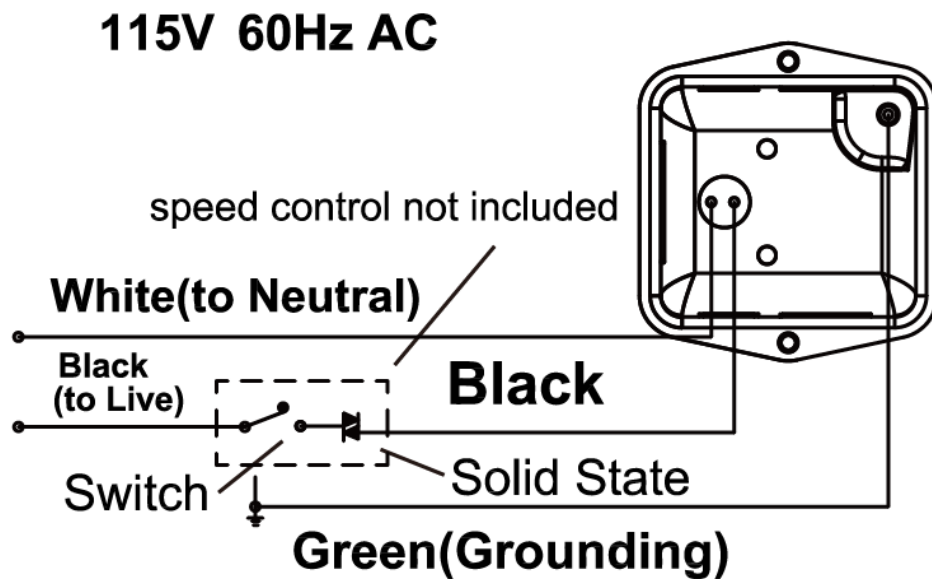 115V 60Hz AC
speed control not included
White(to Neutral)
Black
(to Live)
Black
Switch
Solid State
Green(Grounding)